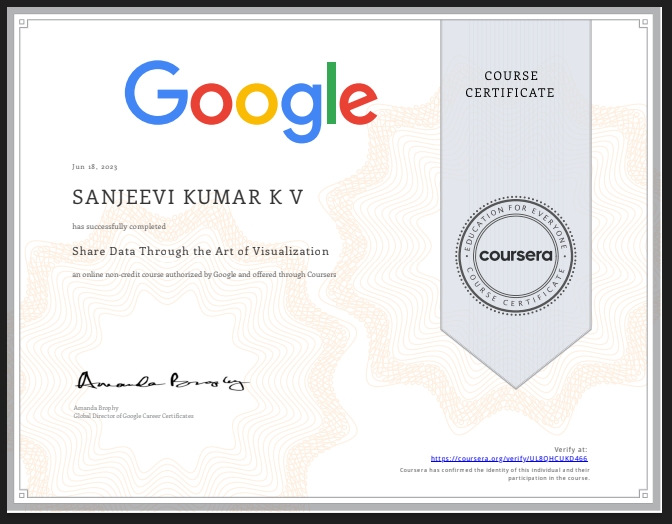 Google
COURSE
CERTIFICATE
Jun 18, 2023
SANJEEVI KUMAR K V
has successfully completed
Share Data Through the Art of Visualization
an online non-credit course authorized by Google and offered through Coursera
EDUCATION FOR EVERYONE
coursera
COURSE CERTIFICATE
Amanda Brophy
Amanda Brophy
Global Director of Google Career Certificates
Verify at:
https://coursera.org/verify/UL8QHCUKD466
Coursera has confirmed the identity of this individual and their
participation in the course.